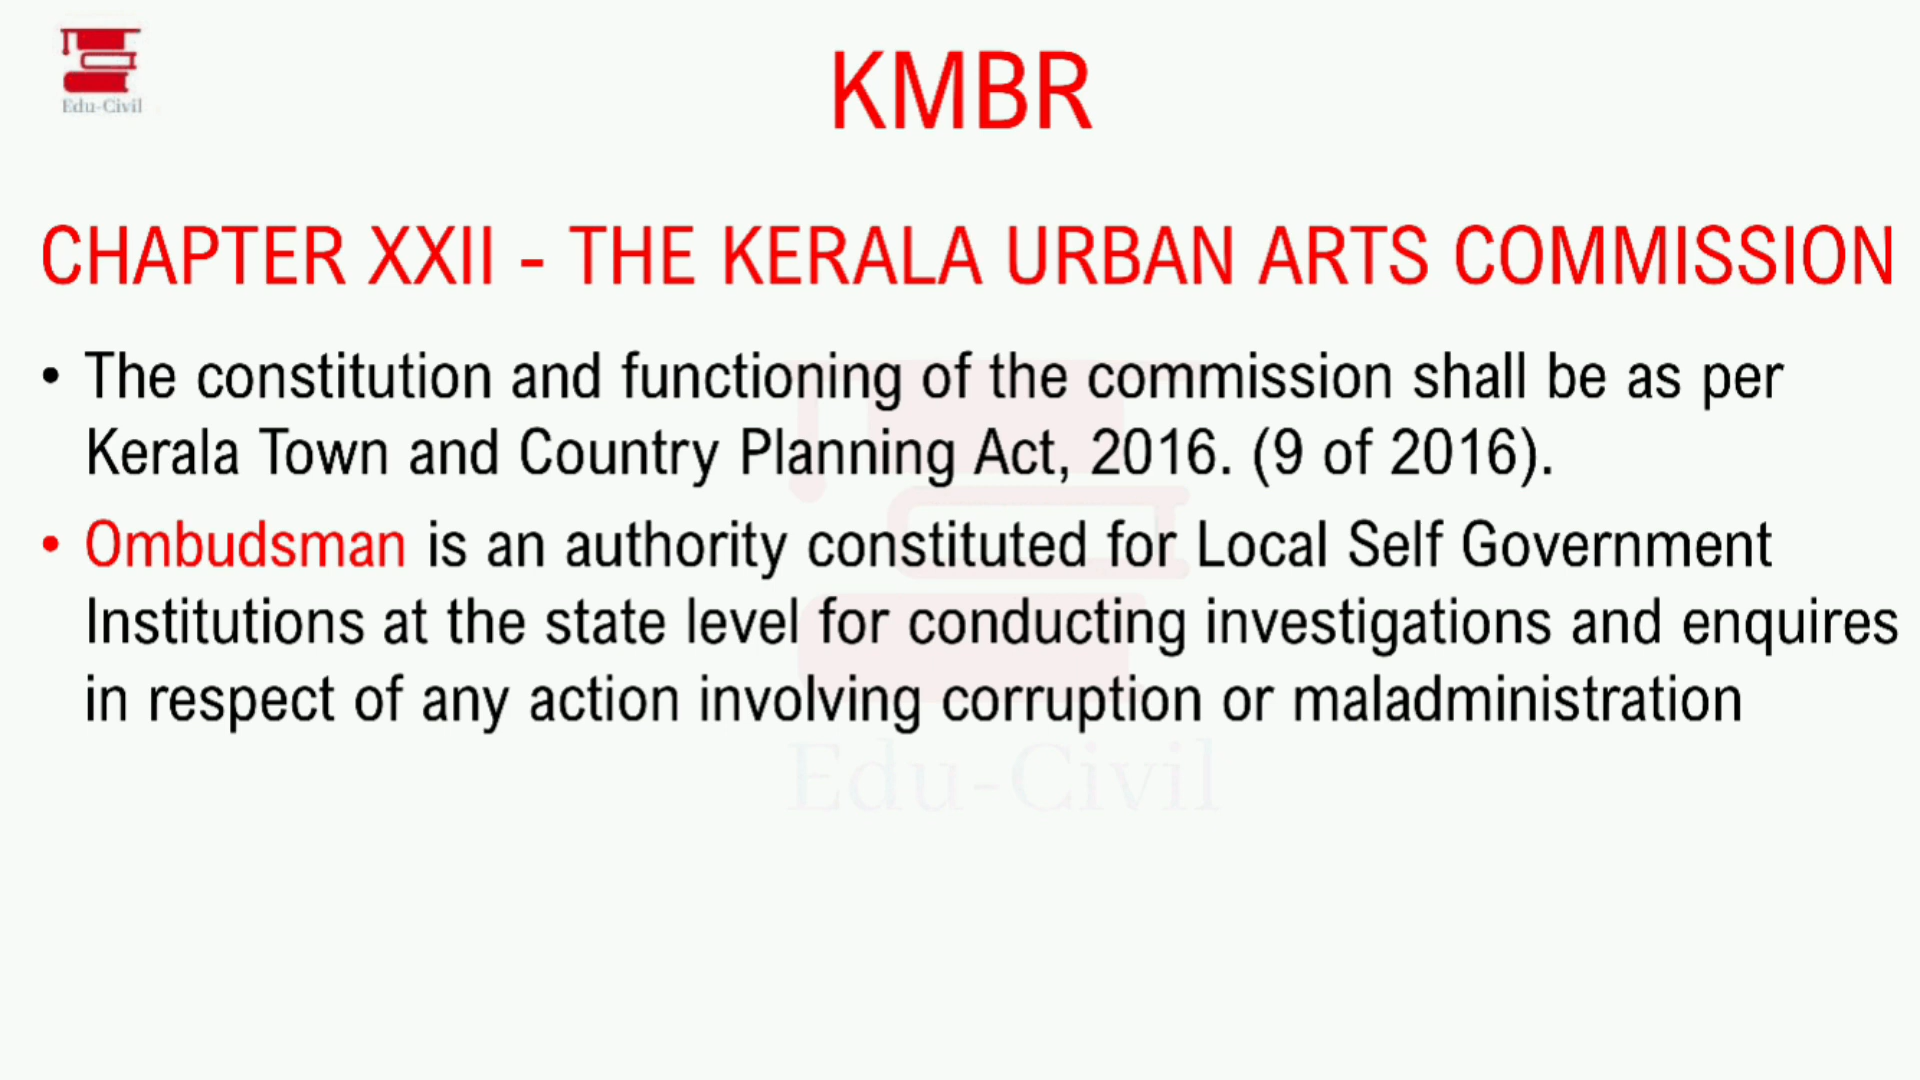 Edu-Civil
KMBR
CHAPTER XXII - THE KERALA URBAN ARTS COMMISSION
• The constitution and functioning of the commission shall be as per
Kerala Town and Country Planning Act, 2016. (9 of 2016).
• Ombudsman is an authority constituted for Local Self Government
Institutions at the state level for conducting investigations and enquires
in respect of any action involving corruption or maladministration
Edu-Civil